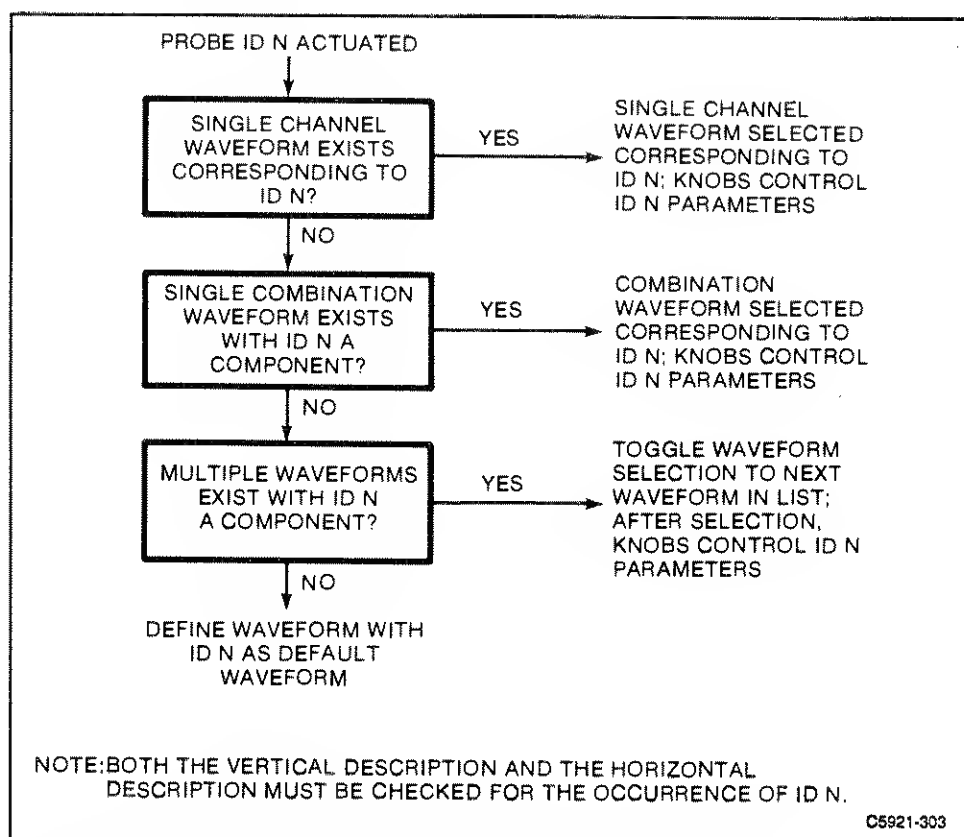 PROBE ID N ACTUATED
SINGLE CHANNEL
WAVEFORM EXISTS
CORRESPONDING TO
ID N?
YES
SINGLE CHANNEL
WAVEFORM SELECTED
CORRESPONDING TO
ID N; KNOBS CONTROL
ID N PARAMETERS
NO
SINGLE COMBINATION
WAVEFORM EXISTS
WITH ID N A
COMPONENT?
YES
COMBINATION
WAVEFORM SELECTED
CORRESPONDING TO
ID N; KNOBS CONTROL
ID N PARAMETERS
NO
MULTIPLE WAVEFORMS
EXIST WITH ID N
A COMPONENT?
YES
TOGGLE WAVEFORM
SELECTION TO NEXT
WAVEFORM IN LIST;
AFTER SELECTION,
KNOBS CONTROL ID N
PARAMETERS
NO
DEFINE WAVEFORM WITH
ID N AS DEFAULT
WAVEFORM
NOTE: BOTH THE VERTICAL DESCRIPTION AND THE HORIZONTAL
DESCRIPTION MUST BE CHECKED FOR THE OCCURRENCE OF ID N.
C5921-303